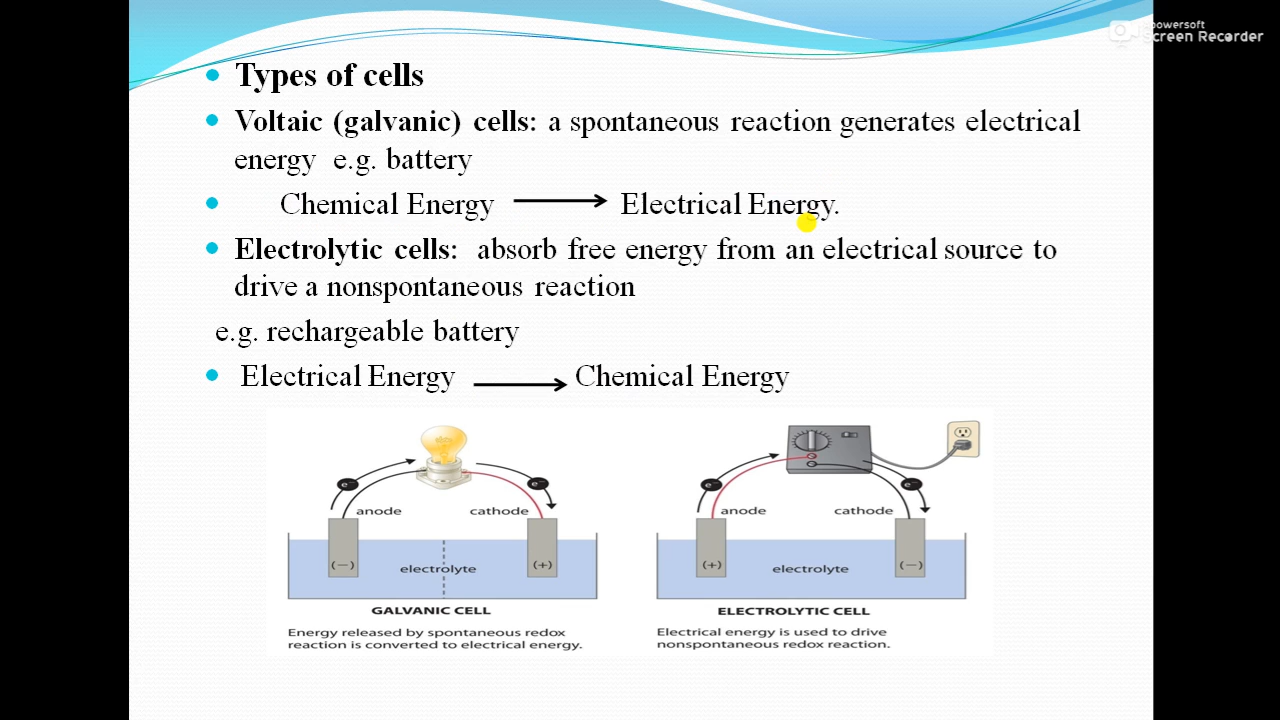 powersoft
Screen Recorder
Types of cells
Voltaic (galvanic) cells: a spontaneous reaction generates electrical
energy e.g. battery
Chemical Energy Electrical Energy.
Electrolytic cells: absorb free energy from an electrical source to
drive a nonspontaneous reaction
e.g. rechargeable battery
Electrical Energy Chemical Energy
e⁻ e⁻
anode cathode
(−) electrolyte (+)
GALVANIC CELL
Energy released by spontaneous redox
reaction is converted to electrical energy.
e⁻ e⁻
anode cathode
(+) electrolyte (−)
ELECTROLYTIC CELL
Electrical energy is used to drive
nonspontaneous redox reaction.